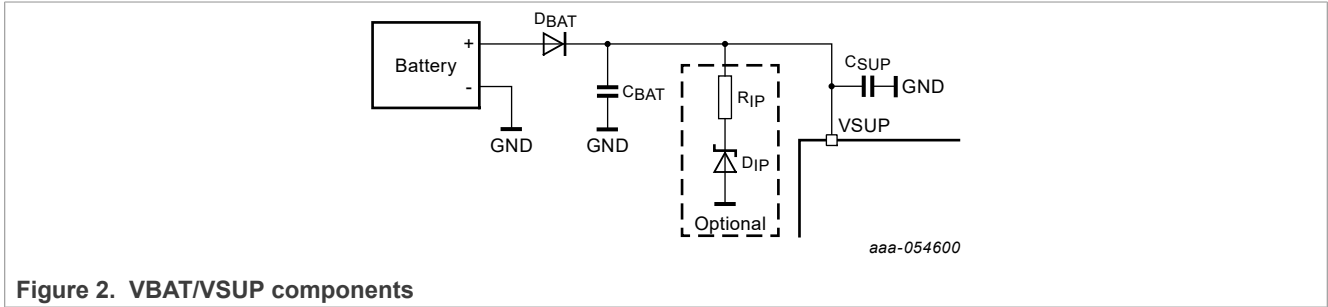 DBAT
+
Battery
-
GND
CBAT
GND
RIP
DIP
Optional
CSUP
GND
VSUP
aaa-054600
Figure 2. VBAT/VSUP components